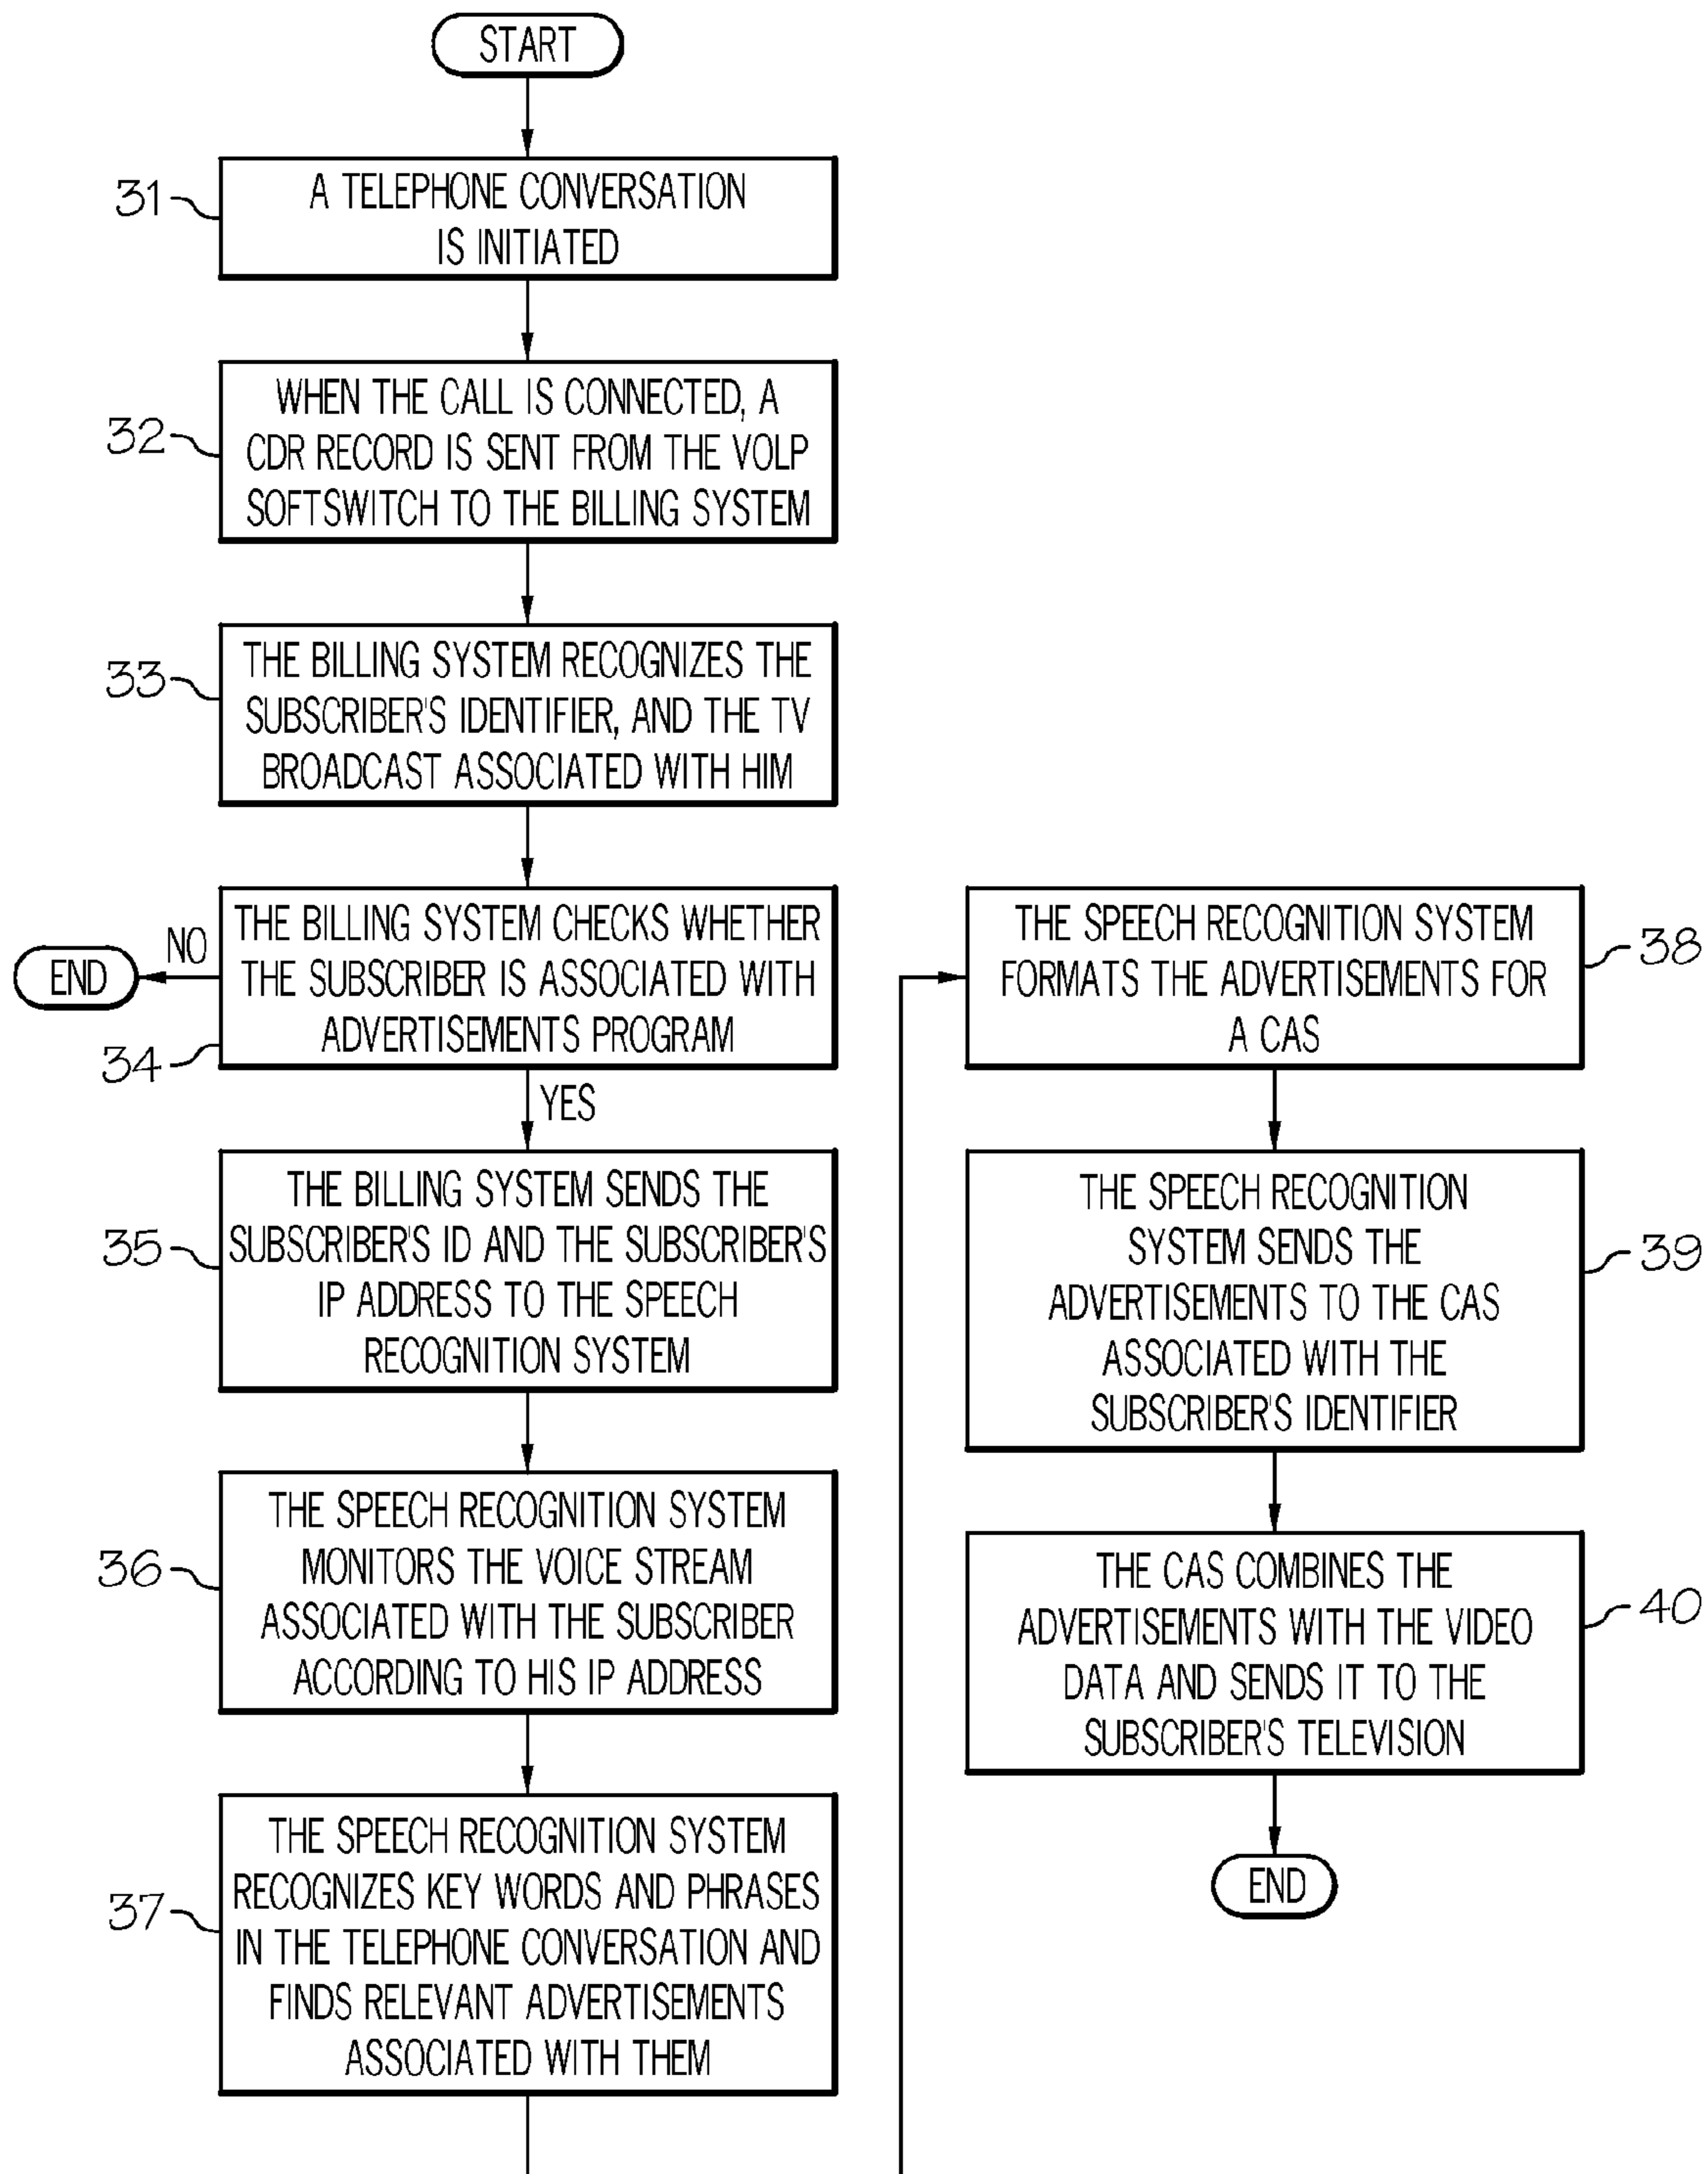 START
31
A TELEPHONE CONVERSATION
IS INITIATED
32
WHEN THE CALL IS CONNECTED, A
CDR RECORD IS SENT FROM THE VOLP
SOFTSWITCH TO THE BILLING SYSTEM
33
THE BILLING SYSTEM RECOGNIZES THE
SUBSCRIBER'S IDENTIFIER, AND THE TV
BROADCAST ASSOCIATED WITH HIM
34
THE BILLING SYSTEM CHECKS WHETHER
THE SUBSCRIBER IS ASSOCIATED WITH
ADVERTISEMENTS PROGRAM
NO
END
YES
35
THE BILLING SYSTEM SENDS THE
SUBSCRIBER'S ID AND THE SUBSCRIBER'S
IP ADDRESS TO THE SPEECH
RECOGNITION SYSTEM
36
THE SPEECH RECOGNITION SYSTEM
MONITORS THE VOICE STREAM
ASSOCIATED WITH THE SUBSCRIBER
ACCORDING TO HIS IP ADDRESS
37
THE SPEECH RECOGNITION SYSTEM
RECOGNIZES KEY WORDS AND PHRASES
IN THE TELEPHONE CONVERSATION AND
FINDS RELEVANT ADVERTISEMENTS
ASSOCIATED WITH THEM
THE SPEECH RECOGNITION SYSTEM
FORMATS THE ADVERTISEMENTS FOR
A CAS
38
THE SPEECH RECOGNITION
SYSTEM SENDS THE
ADVERTISEMENTS TO THE CAS
ASSOCIATED WITH THE
SUBSCRIBER'S IDENTIFIER
39
THE CAS COMBINES THE
ADVERTISEMENTS WITH THE VIDEO
DATA AND SENDS IT TO THE
SUBSCRIBER'S TELEVISION
40
END